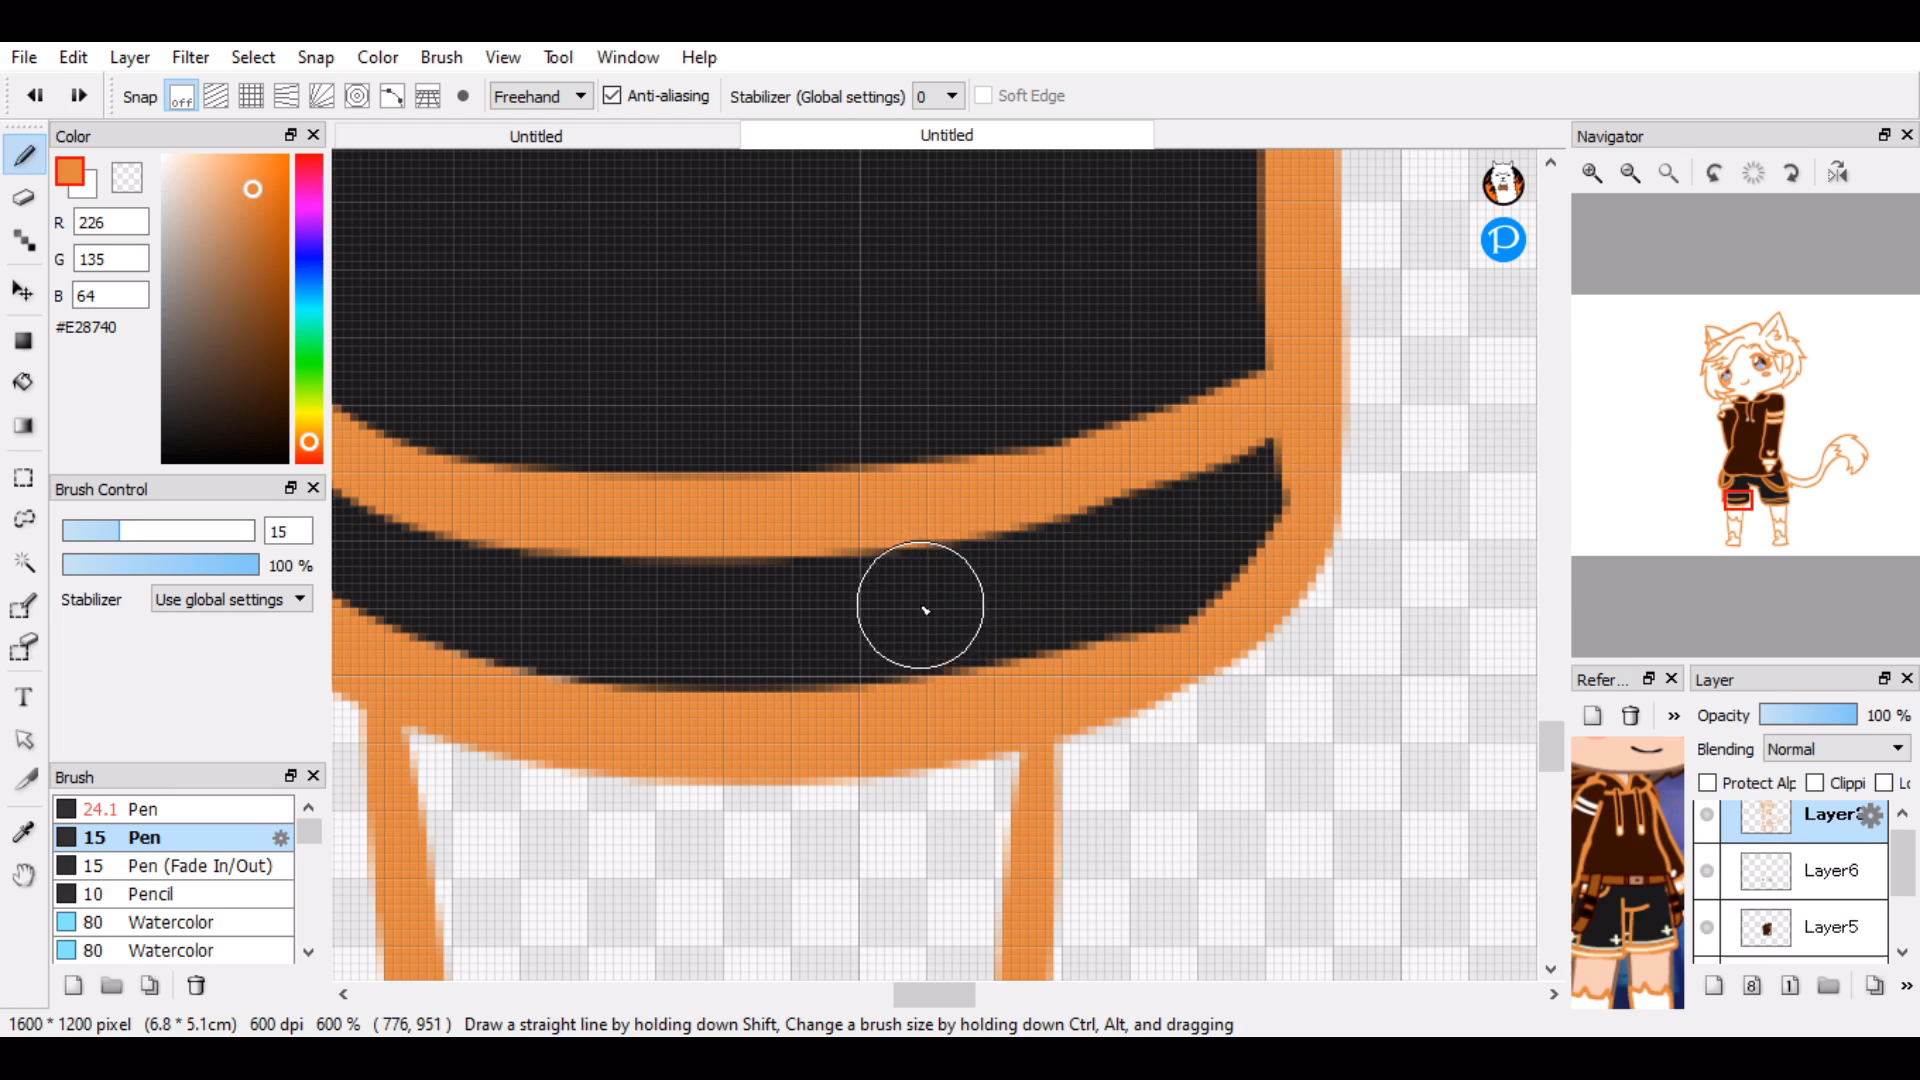 File Edit Layer Filter Select Snap Color Brush View Tool Window Help
Snap off Freehand Anti-aliasing Stabilizer (Global settings) 0 Soft Edge
Color
Untitled
Untitled
Navigator
R 226
G 135
B 64
#E28740
Brush Control
15
100 %
Stabilizer Use global settings
Brush
24.1 Pen
15 Pen
15 Pen (Fade In/Out)
10 Pencil
80 Watercolor
80 Watercolor
Refer... Layer
Opacity 100 %
Blending Normal
Protect Alp Clippi Lo
Layer6
Layer5
8 1
1600 * 1200 pixel (6.8 * 5.1cm) 600 dpi 600 % ( 776, 951 ) Draw a straight line by holding down Shift, Change a brush size by holding down Ctrl, Alt, and dragging